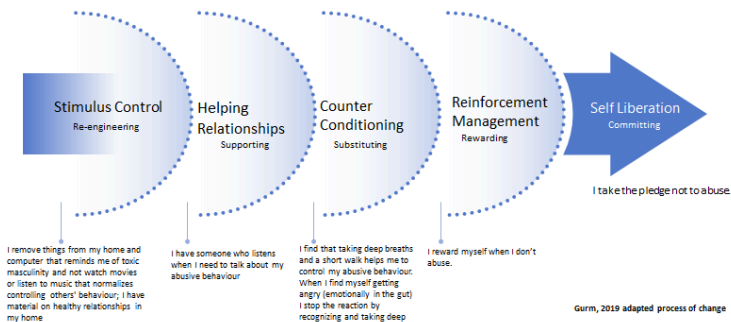 Stimulus Control
Re-engineering
Helping
Relationships
Supporting
Counter
Conditioning
Substituting
Reinforcement
Management
Rewarding
Self Liberation
Committing
I take the pledge not to abuse.
I remove things from my home and
computer that reminds me of toxic
masculinity and not watch movies
or listen to music that normalizes
controlling others' behaviour; I have
material on healthy relationships in
my home
I have someone who listens
when I need to talk about my
abusive behaviour
I find that taking deep breaths
and a short walk helps me to
control my abusive behaviour.
When I find myself getting
angry (emotionally in the gut)
I stop the reaction by
recognizing and taking deep
I reward myself when I don't
abuse.
Gurm, 2019 adapted process of change